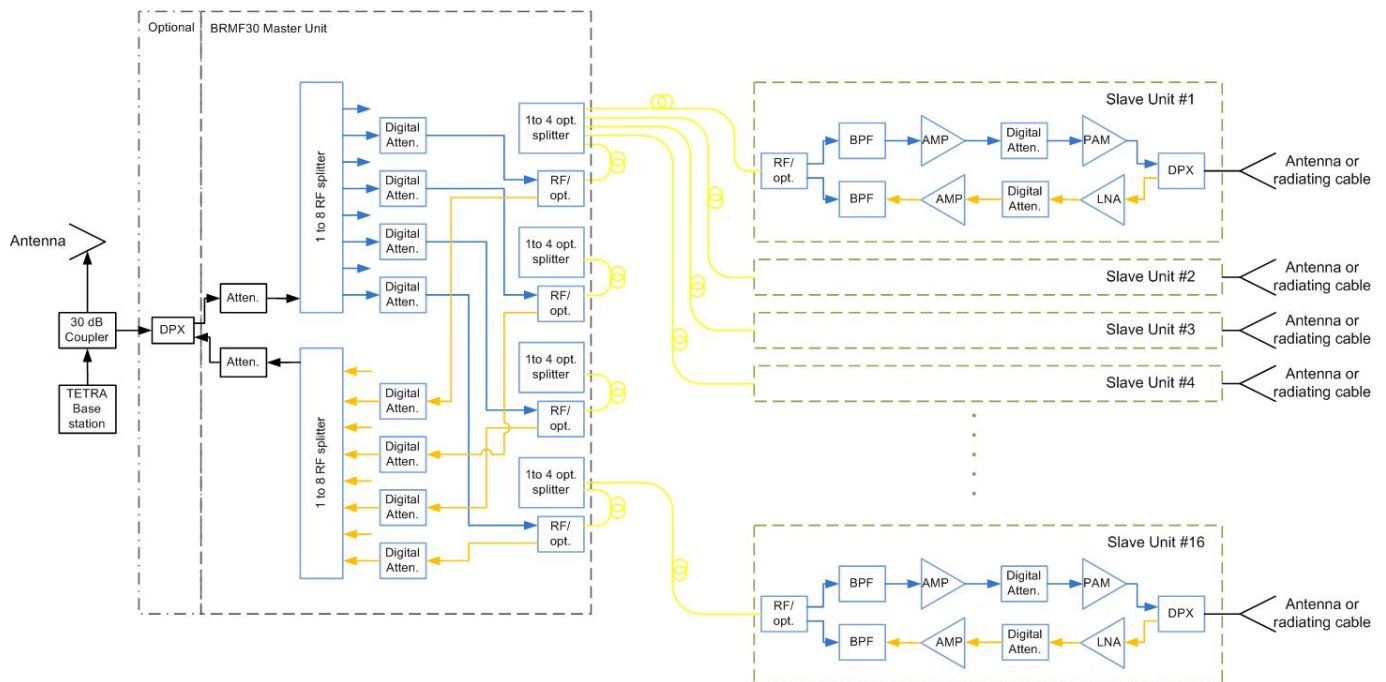 Optional
BRMF30 Master Unit
Antenna
30 dB
Coupler
TETRA
Base
station
DPX
Atten.
Atten.
1 to 8 RF splitter
1 to 8 RF splitter
Digital
Atten.
Digital
Atten.
Digital
Atten.
Digital
Atten.
Digital
Atten.
Digital
Atten.
Digital
Atten.
Digital
Atten.
1to 4 opt.
splitter
RF/
opt.
1to 4 opt.
splitter
RF/
opt.
1to 4 opt.
splitter
RF/
opt.
1to 4 opt.
splitter
RF/
opt.
Slave Unit #1
RF/
opt.
BPF
AMP
Digital
Atten.
PAM
BPF
AMP
Digital
Atten.
LNA
DPX
Antenna or
radiating cable
Slave Unit #2
Antenna or
radiating cable
Slave Unit #3
Antenna or
radiating cable
Slave Unit #4
Antenna or
radiating cable
Slave Unit #16
RF/
opt.
BPF
AMP
Digital
Atten.
PAM
BPF
AMP
Digital
Atten.
LNA
DPX
Antenna or
radiating cable